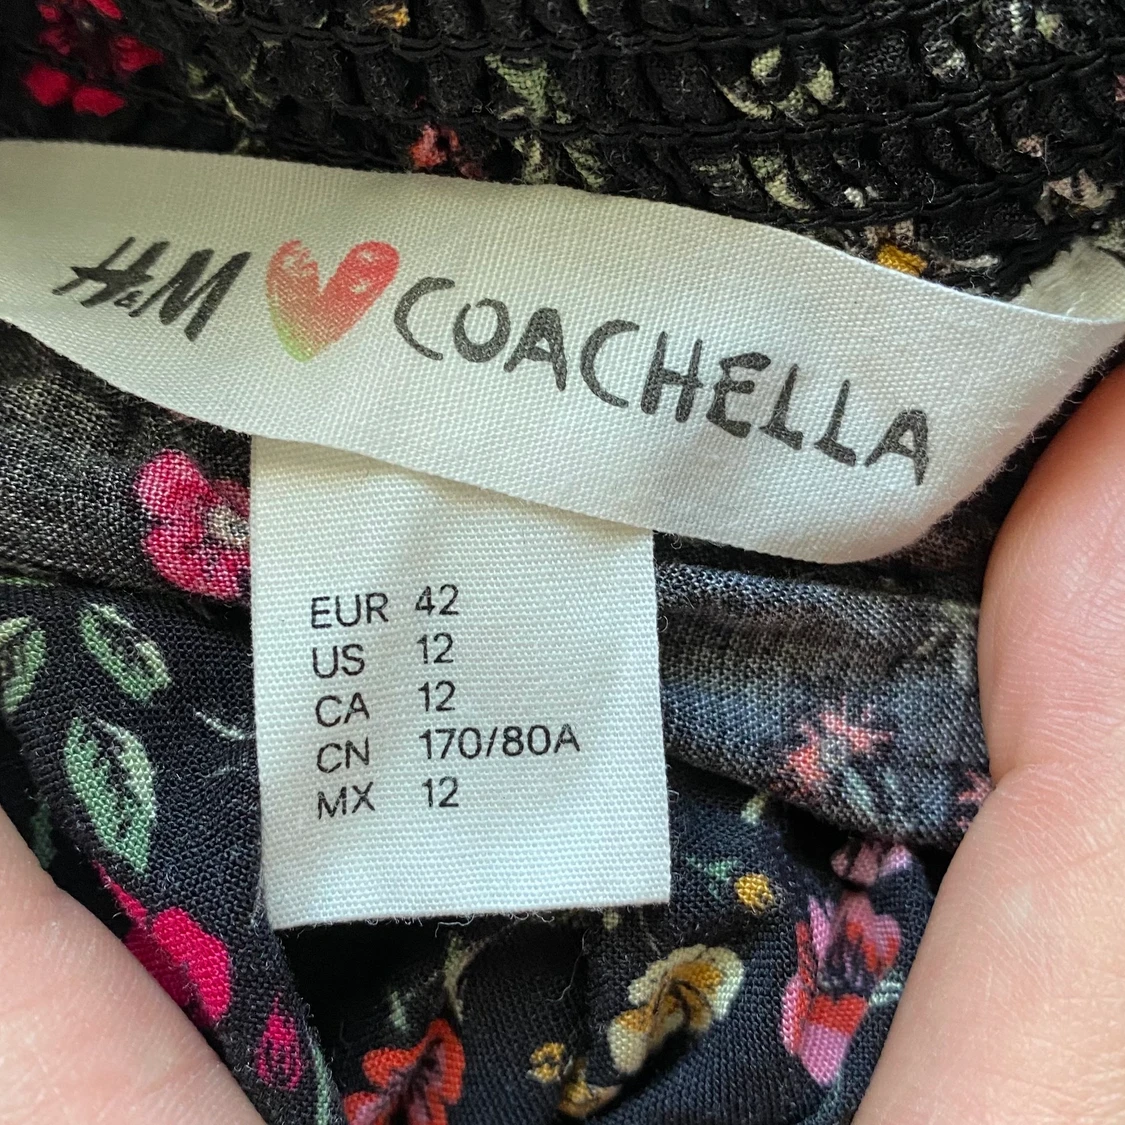 H&M COACHELLA
EUR 42
US 12
CA 12
CN 170/80A
MX 12